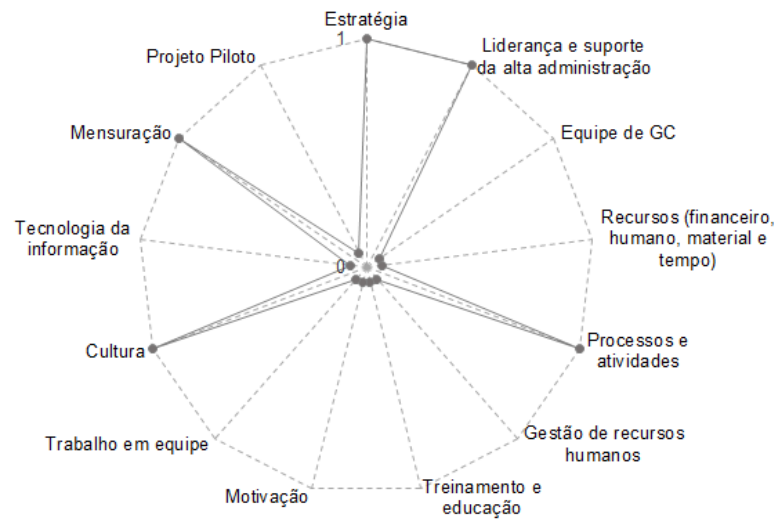 Estratégia
1
Liderança e suporte
da alta administração
Equipe de GC
Recursos (financeiro,
humano, material e
tempo)
Processos e
atividades
Gestão de recursos
humanos
Treinamento e
educação
Motivação
Trabalho em equipe
Cultura
Tecnologia da
informação
Mensuração
Projeto Piloto
0